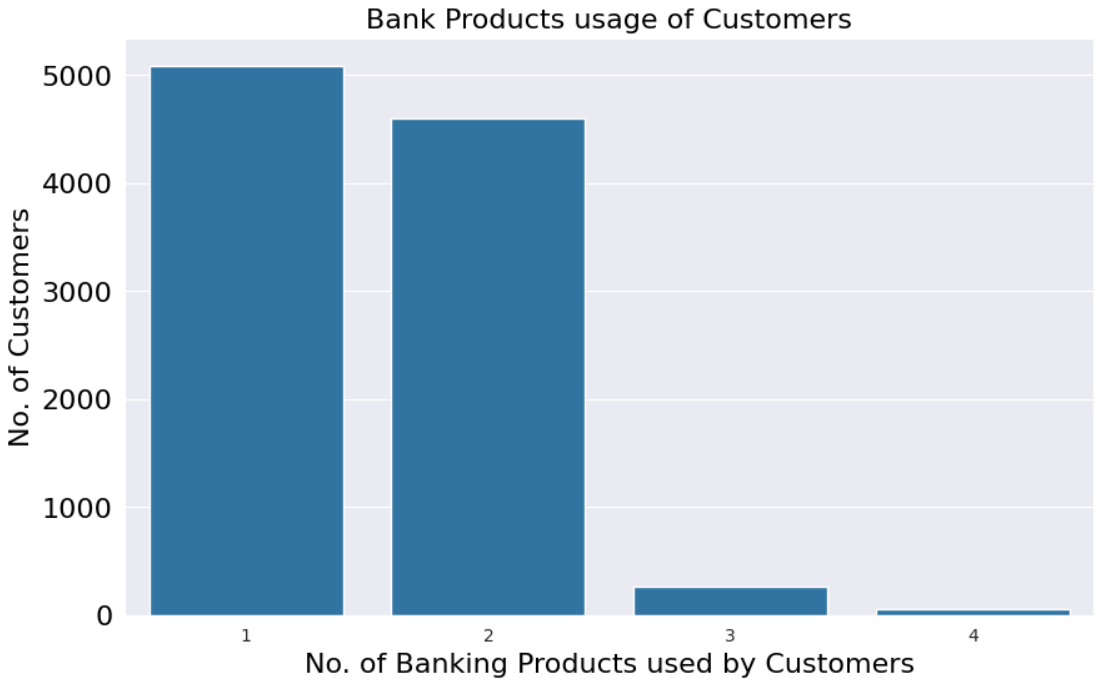 Bank Products usage of Customers
5000
4000
3000
2000
1000
0
No. of Customers
1 2 3 4
No. of Banking Products used by Customers